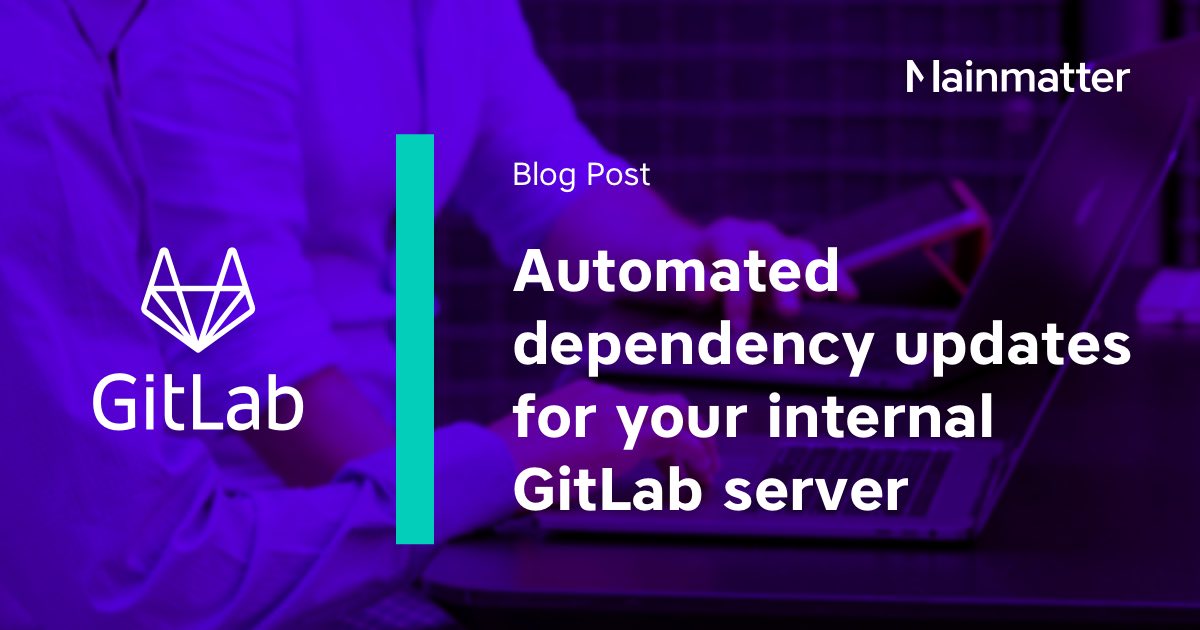 Mainmatter
Blog Post
GitLab
Automated
dependency updates
for your internal
GitLab server